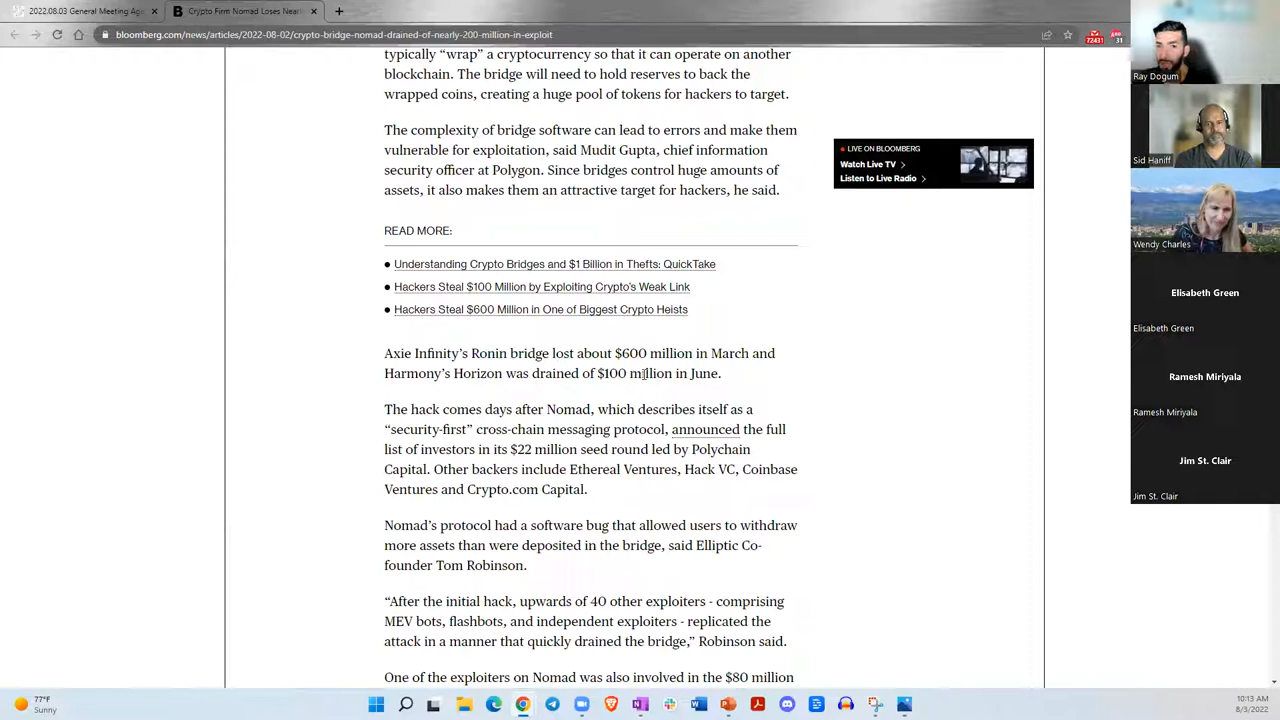 2022.08.03 General Meeting Age
Crypto Firm Nomad Loses Near
bloomberg.com/news/articles/2022-08-02/crypto-bridge-nomad-drained-of-nearly-200-million-in-exploit
72431
31
typically “wrap” a cryptocurrency so that it can operate on another
blockchain. The bridge will need to hold reserves to back the
wrapped coins, creating a huge pool of tokens for hackers to target.
The complexity of bridge software can lead to errors and make them
vulnerable for exploitation, said Mudit Gupta, chief information
security officer at Polygon. Since bridges control huge amounts of
assets, it also makes them an attractive target for hackers, he said.
READ MORE:
• Understanding Crypto Bridges and $1 Billion in Thefts: QuickTake
• Hackers Steal $100 Million by Exploiting Crypto’s Weak Link
• Hackers Steal $600 Million in One of Biggest Crypto Heists
Axie Infinity’s Ronin bridge lost about $600 million in March and
Harmony’s Horizon was drained of $100 million in June.
The hack comes days after Nomad, which describes itself as a
“security-first” cross-chain messaging protocol, announced the full
list of investors in its $22 million seed round led by Polychain
Capital. Other backers include Ethereal Ventures, Hack VC, Coinbase
Ventures and Crypto.com Capital.
Nomad’s protocol had a software bug that allowed users to withdraw
more assets than were deposited in the bridge, said Elliptic Co-
founder Tom Robinson.
“After the initial hack, upwards of 40 other exploiters - comprising
MEV bots, flashbots, and independent exploiters - replicated the
attack in a manner that quickly drained the bridge,” Robinson said.
One of the exploiters on Nomad was also involved in the $80 million
LIVE ON BLOOMBERG
Watch Live TV
Listen to Live Radio
Ray Dogum
Sid Haniff
Wendy Charles
Elisabeth Green
Elisabeth Green
Ramesh Miriyala
Ramesh Miriyala
Jim St. Clair
Jim St. Clair
77°F
Sunny
10:13 AM
8/3/2022